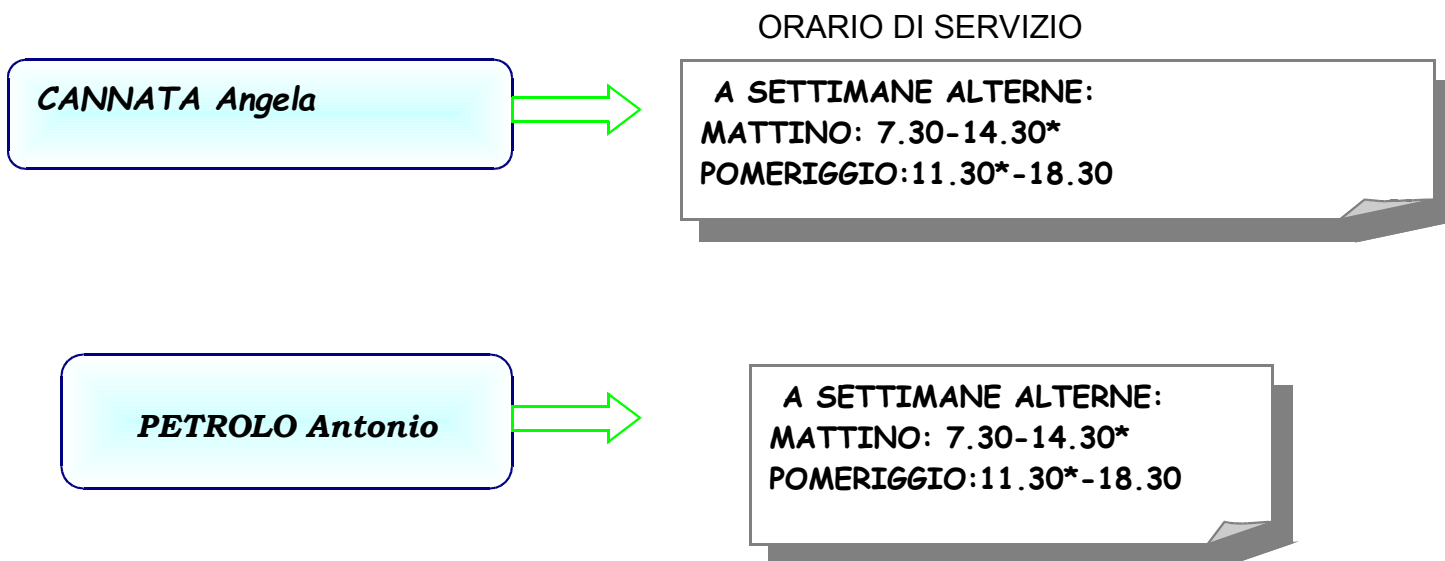 ORARIO DI SERVIZIO
CANNATA Angela
A SETTIMANE ALTERNE:
MATTINO: 7.30-14.30*
POMERIGGIO:11.30*-18.30
PETROLO Antonio
A SETTIMANE ALTERNE:
MATTINO: 7.30-14.30*
POMERIGGIO:11.30*-18.30